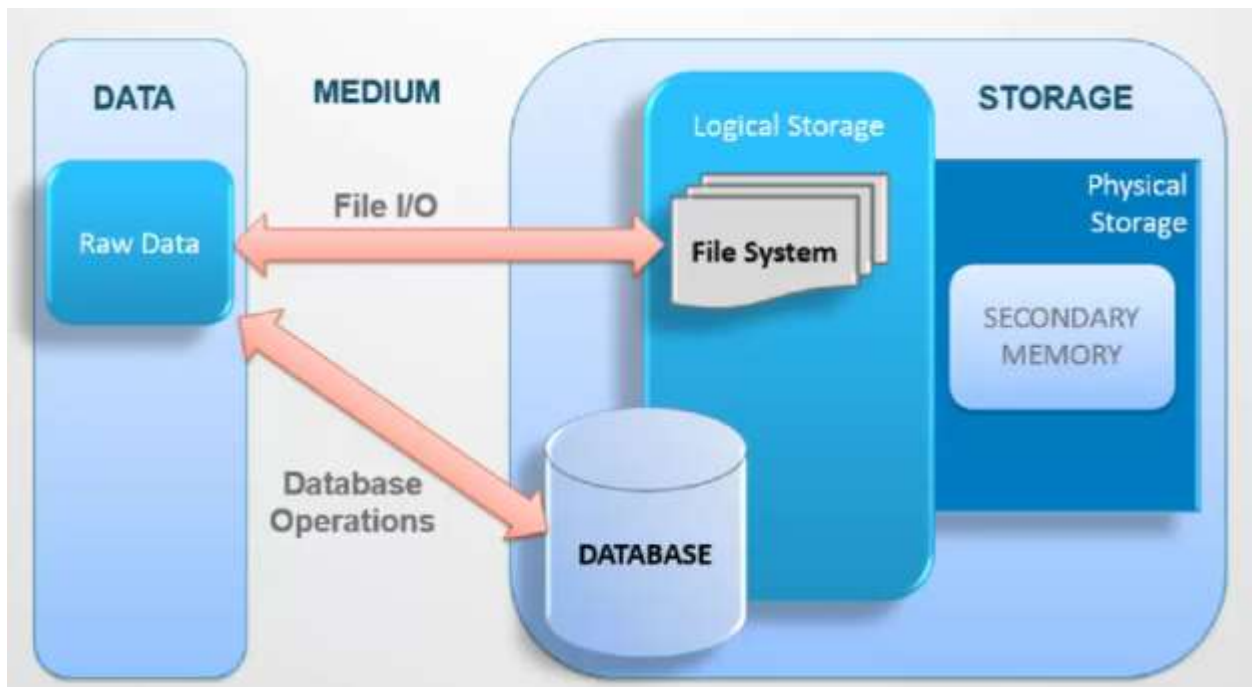 DATA
MEDIUM
STORAGE
Logical Storage
Physical
Storage
File I/O
Raw Data
File System
SECONDARY
MEMORY
Database
Operations
DATABASE